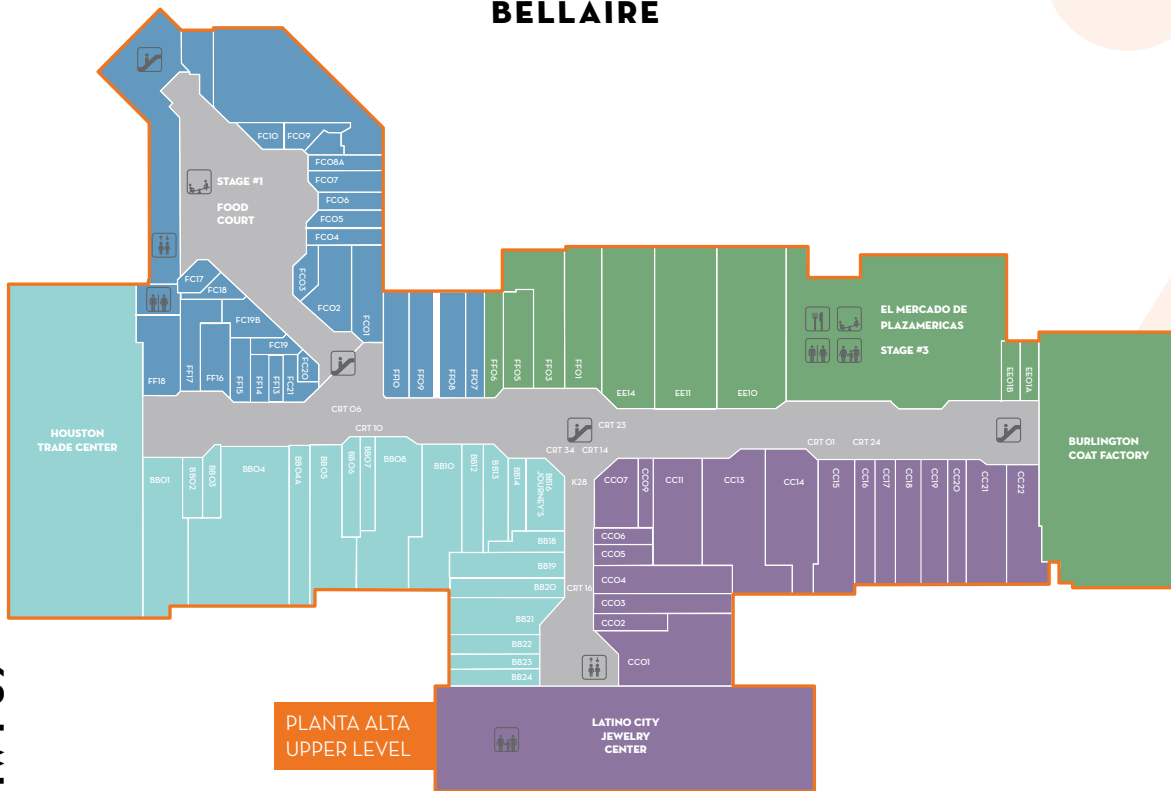 BELLAIRE
FC10
FC09
FC08A
FC07
FC06
FC05
FC04
FC03
FC02
FC01
STAGE #1
FOOD
COURT
FC17
FC18
FC19B
FC19
FC20
FC21
FF18
FF17
FF16
FF15
FF14
FF13
FF10
FF09
FF08
FF07
FF06
FF05
FF03
FF01
EE14
EE11
EE10
EL MERCADO DE
PLAZAMERICAS
STAGE #3
EE01B
EE01A
HOUSTON
TRADE CENTER
BURLINGTON
COAT FACTORY
CRT 06
CRT 10
CRT 23
CRT 34
CRT 14
CRT 01
CRT 24
K28
CRT 16
BB01
BB02
BB03
BB04
BB04A
BB05
BB06
BB07
BB08
BB10
BB12
BB13
BB14
BB16
JOURNEY'S
BB18
BB19
BB20
BB21
BB22
BB23
BB24
CC07
CC09
CC11
CC13
CC14
CC15
CC16
CC17
CC18
CC19
CC20
CC21
CC22
CC06
CC05
CC04
CC03
CC02
CC01
PLANTA ALTA
UPPER LEVEL
LATINO CITY
JEWELRY
CENTER